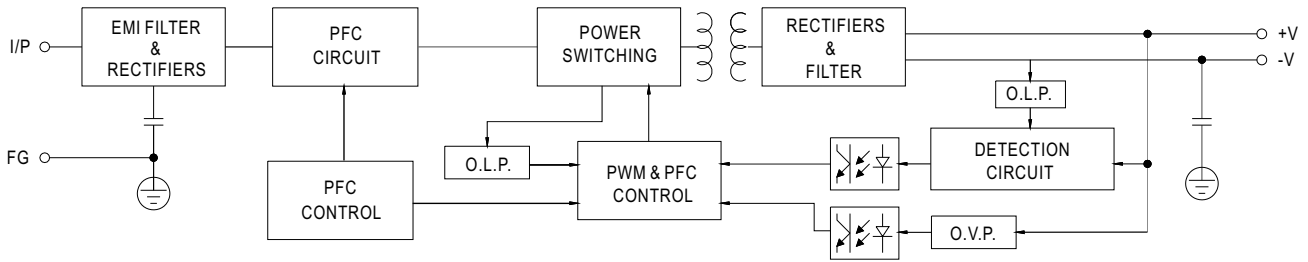 I/P
EMI FILTER
&
RECTIFIERS
PFC
CIRCUIT
POWER
SWITCHING
RECTIFIERS
&
FILTER
+V
-V
O.L.P.
FG
O.L.P.
PFC
CONTROL
PWM & PFC
CONTROL
DETECTION
CIRCUIT
O.V.P.